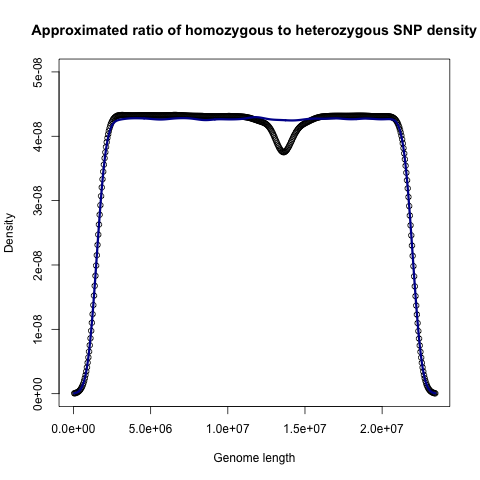 Approximated ratio of homozygous to heterozygous SNP density
5e-08
4e-08
3e-08
2e-08
1e-08
0e+00
Density
0.0e+00 5.0e+06 1.0e+07 1.5e+07 2.0e+07
Genome length